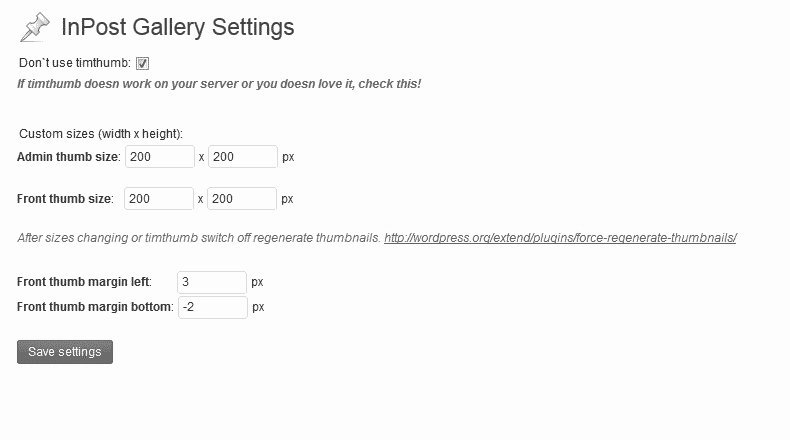 InPost Gallery Settings
Don`t use timthumb:
If timthumb doesn work on your server or you doesn love it, check this!
Custom sizes (width x height):
Admin thumb size: 200 x 200 px
Front thumb size: 200 x 200 px
After sizes changing or timthumb switch off regenerate thumbnails. http://wordpress.org/extend/plugins/force-regenerate-thumbnails/
Front thumb margin left: 3 px
Front thumb margin bottom: -2 px
Save settings